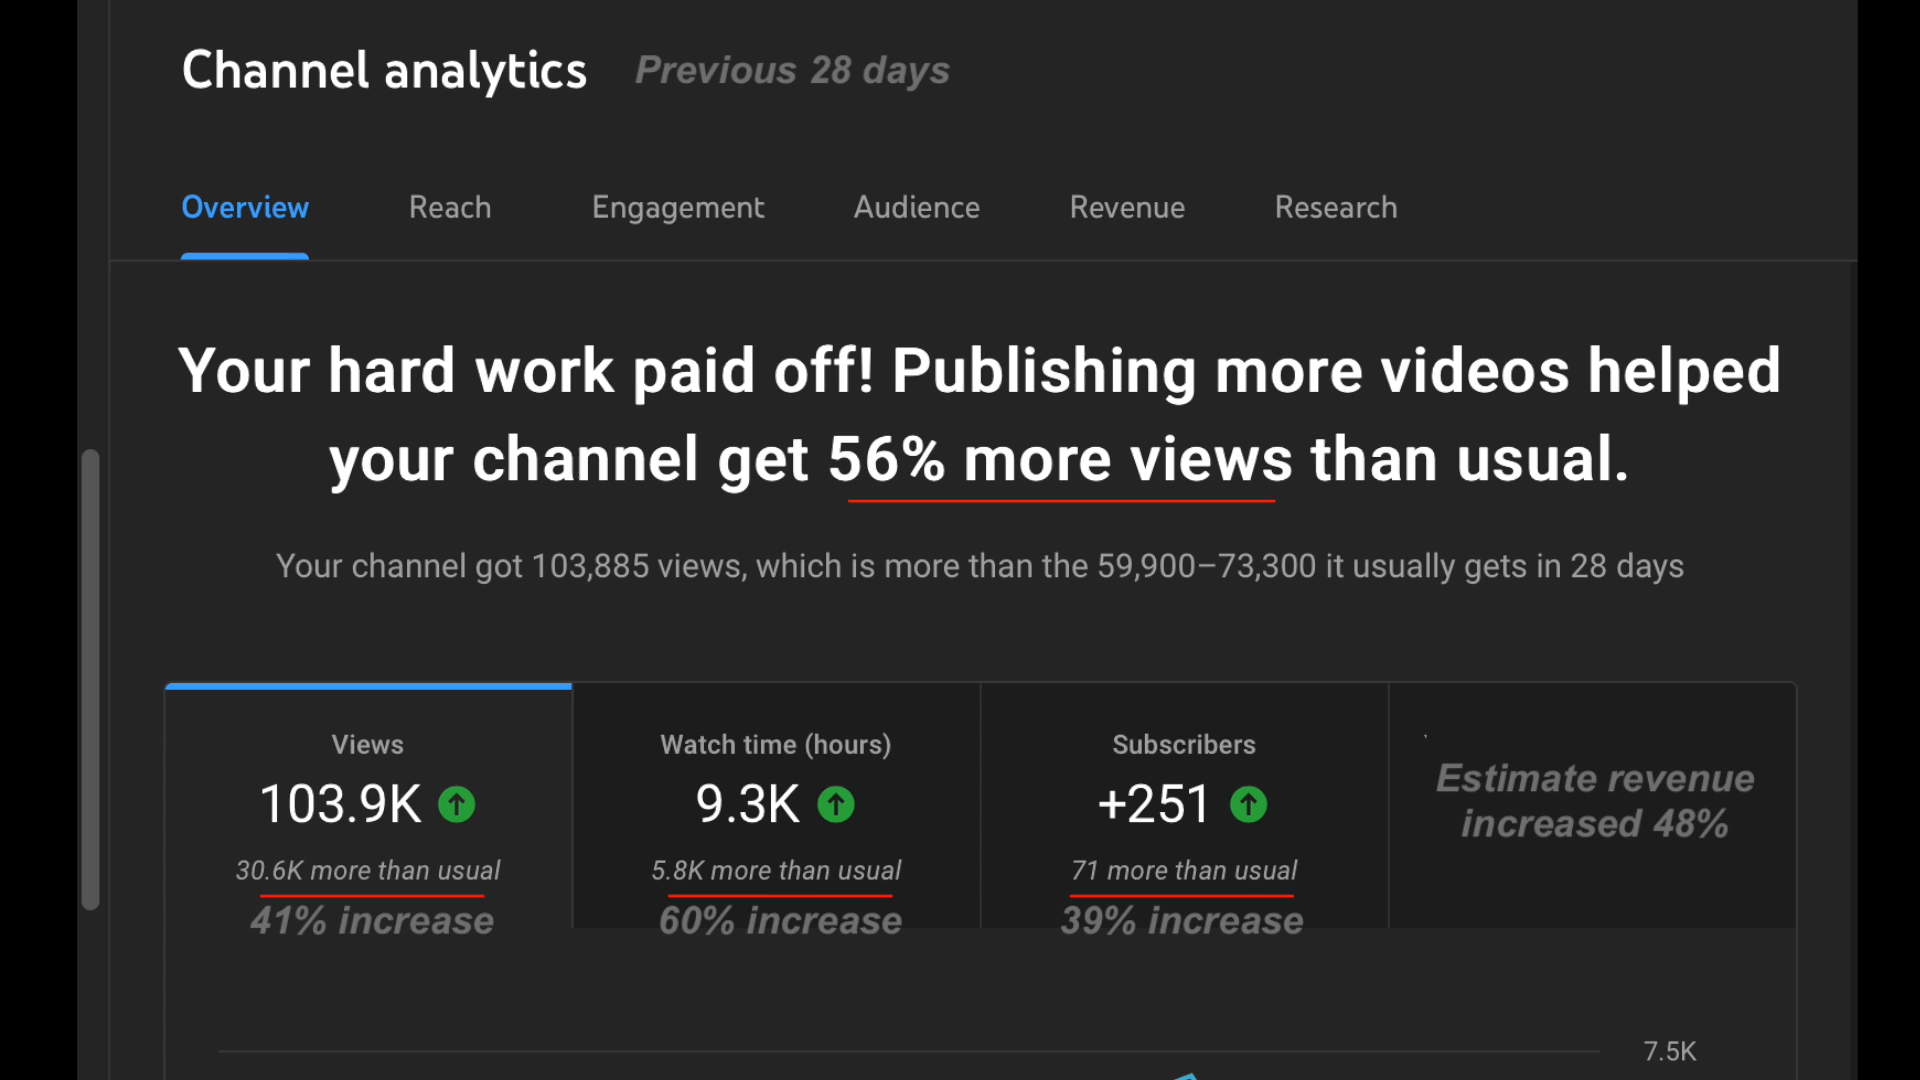 Channel analytics Previous 28 days
Overview Reach Engagement Audience Revenue Research
Your hard work paid off! Publishing more videos helped
your channel get 56% more views than usual.
Your channel got 103,885 views, which is more than the 59,900–73,300 it usually gets in 28 days
Views
103.9K
30.6K more than usual
41% increase
Watch time (hours)
9.3K
5.8K more than usual
60% increase
Subscribers
+251
71 more than usual
39% increase
Estimate revenue
increased 48%
7.5K